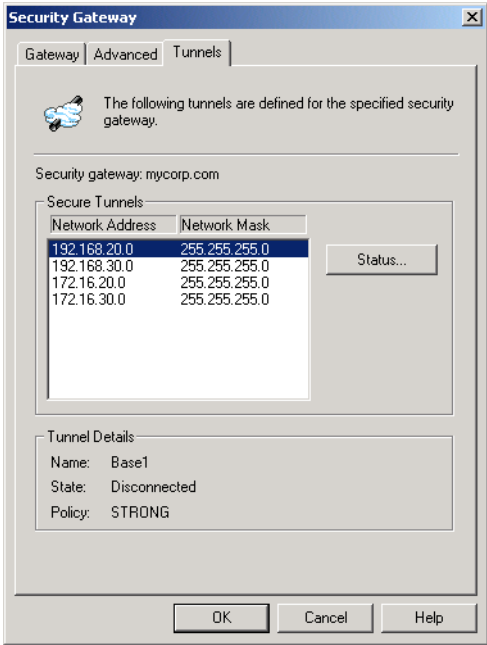 Security Gateway
Gateway Advanced Tunnels
The following tunnels are defined for the specified security
gateway.
Security gateway: mycorp.com
Secure Tunnels
Network Address Network Mask
192.168.20.0 255.255.255.0
192.168.30.0 255.255.255.0
172.16.20.0 255.255.255.0
172.16.30.0 255.255.255.0
Status...
Tunnel Details
Name: Base1
State: Disconnected
Policy: STRONG
OK Cancel Help